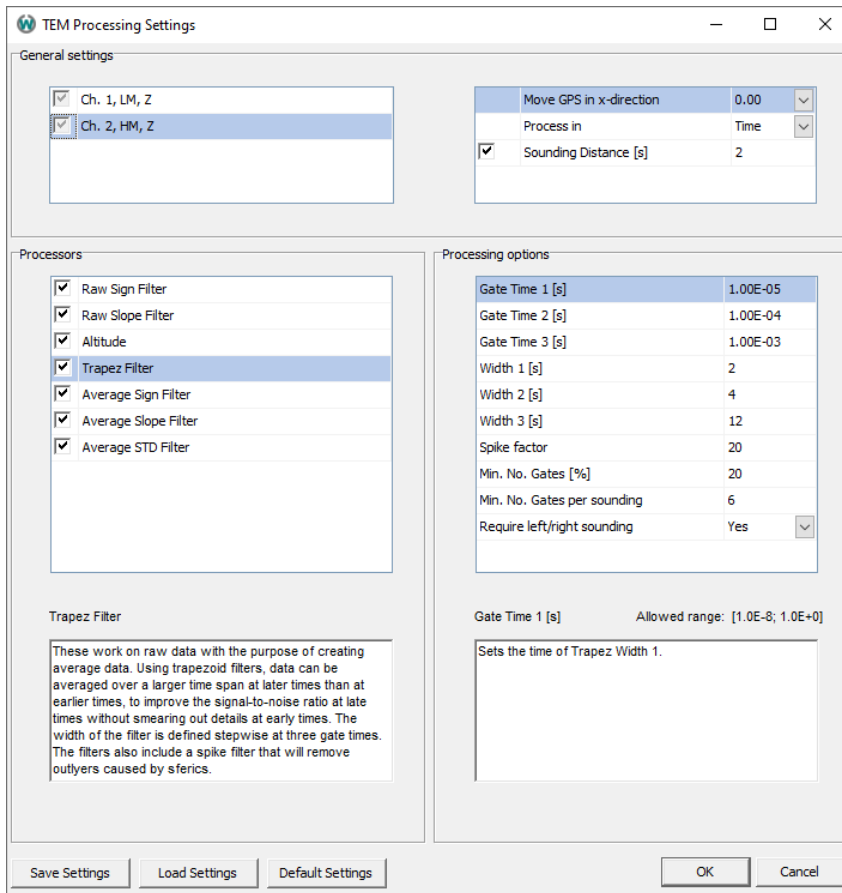 TEM Processing Settings
General settings
Ch. 1, LM, Z
Ch. 2, HM, Z
Move GPS in x-direction 0.00
Process in Time
Sounding Distance [s] 2
Processors
Raw Sign Filter
Raw Slope Filter
Altitude
Trapez Filter
Average Sign Filter
Average Slope Filter
Average STD Filter
Processing options
Gate Time 1 [s] 1.00E-05
Gate Time 2 [s] 1.00E-04
Gate Time 3 [s] 1.00E-03
Width 1 [s] 2
Width 2 [s] 4
Width 3 [s] 12
Spike factor 20
Min. No. Gates [%] 20
Min. No. Gates per sounding 6
Require left/right sounding Yes
Trapez Filter
These work on raw data with the purpose of creating
average data. Using trapezoid filters, data can be
averaged over a larger time span at later times than at
earlier times, to improve the signal-to-noise ratio at late
times without smearing out details at early times. The
width of the filter is defined stepwise at three gate times.
The filters also include a spike filter that will remove
outlyers caused by sferics.
Gate Time 1 [s] Allowed range: [1.0E-8; 1.0E+0]
Sets the time of Trapez Width 1.
Save Settings Load Settings Default Settings OK Cancel